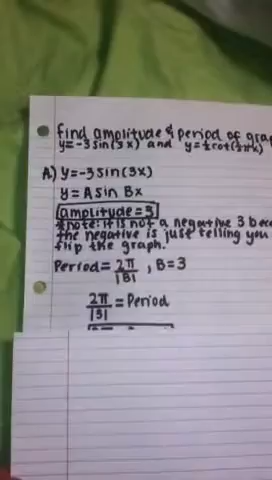 find amplitude & period of gra
y=-3sin(3x) and y=
A) y=-3sin(3x)
y=A sin Bx
amplitude=3
*note: it is not a negative 3 bec
the negative is just telling you
flip the graph.
Period= 2π/|B| , B=3
2π/|3| = Period